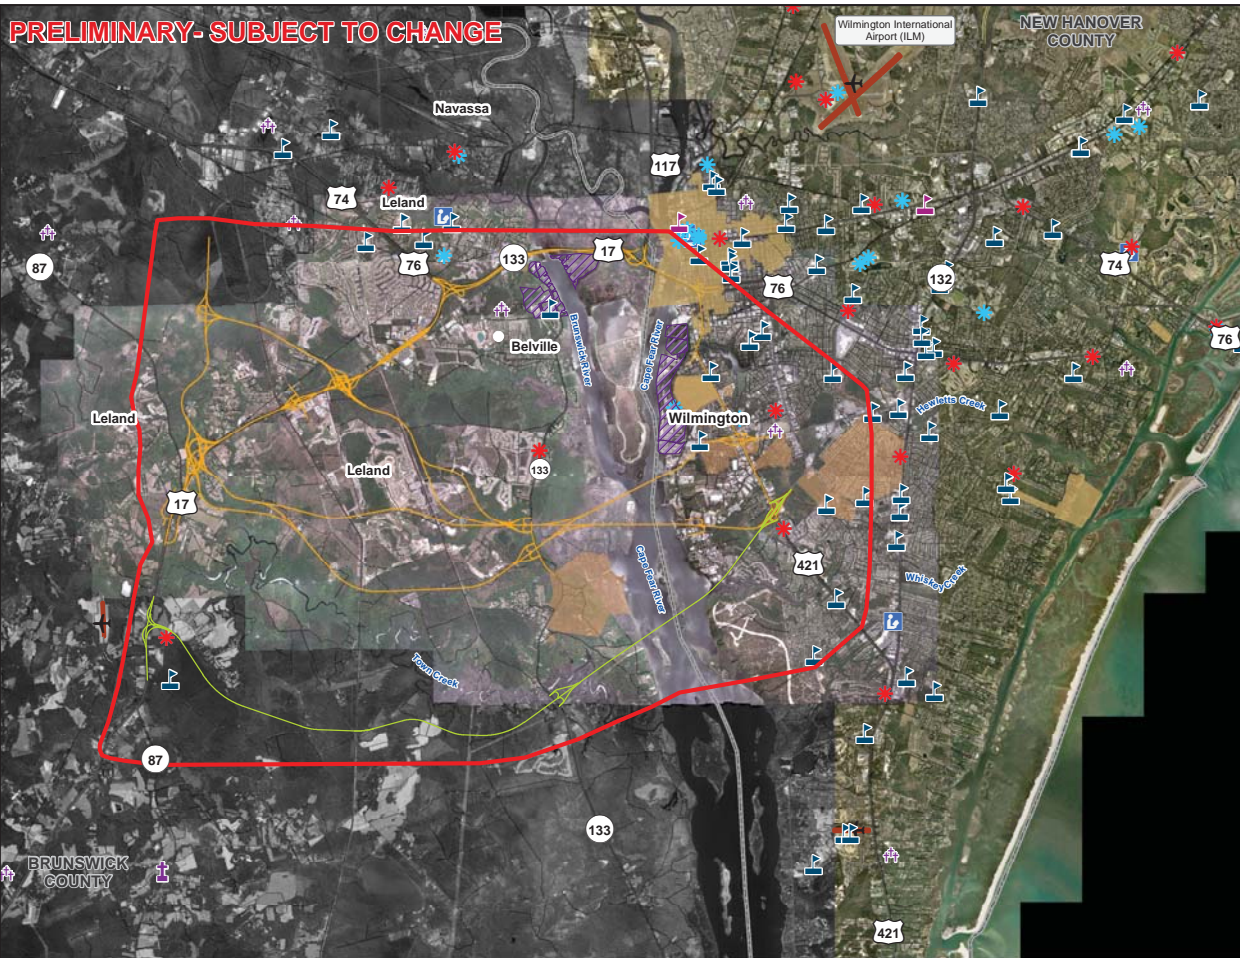 PRELIMINARY- SUBJECT TO CHANGE
Wilmington International
Airport (ILM)
NEW HANOVER
COUNTY
Navassa
117
74
Leland
87
76
133
17
132
74
76
76
Belville
Brunswick River
Cape Fear River
Leland
Wilmington
Hewletts Creek
Leland
133
17
421
Cape Fear River
Whiskey Creek
Town Creek
87
133
BRUNSWICK
COUNTY
421